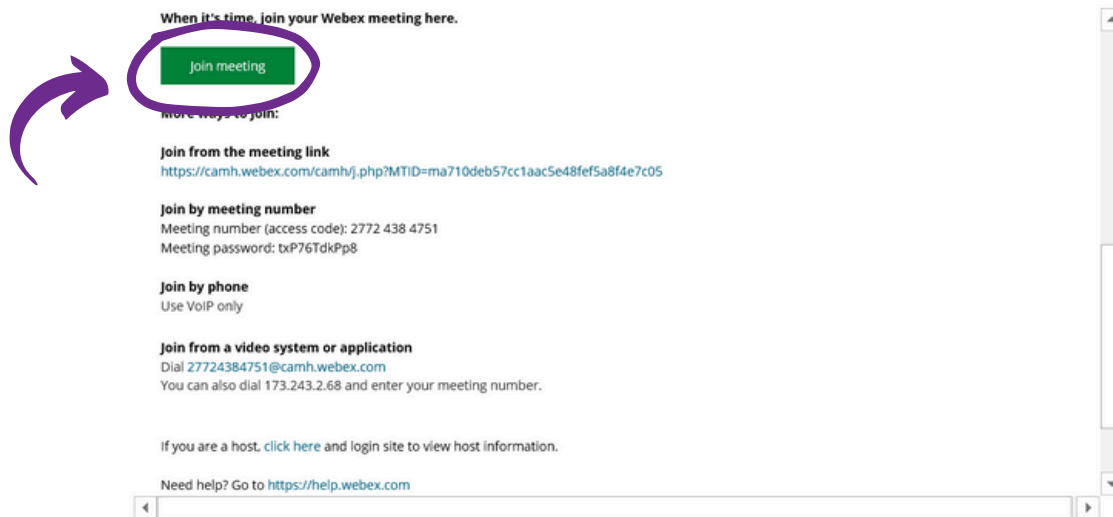 When it's time, join your Webex meeting here.
Join meeting
More ways to join:
Join from the meeting link
https://camh.webex.com/camh/j.php?MTID=ma710deb57cc1aac5e48fef5a8f4e7c05
Join by meeting number
Meeting number (access code): 2772 438 4751
Meeting password: txP76TdkPp8
Join by phone
Use VoIP only
Join from a video system or application
Dial 27724384751@camh.webex.com
You can also dial 173.243.2.68 and enter your meeting number.
If you are a host, click here and login site to view host information.
Need help? Go to https://help.webex.com